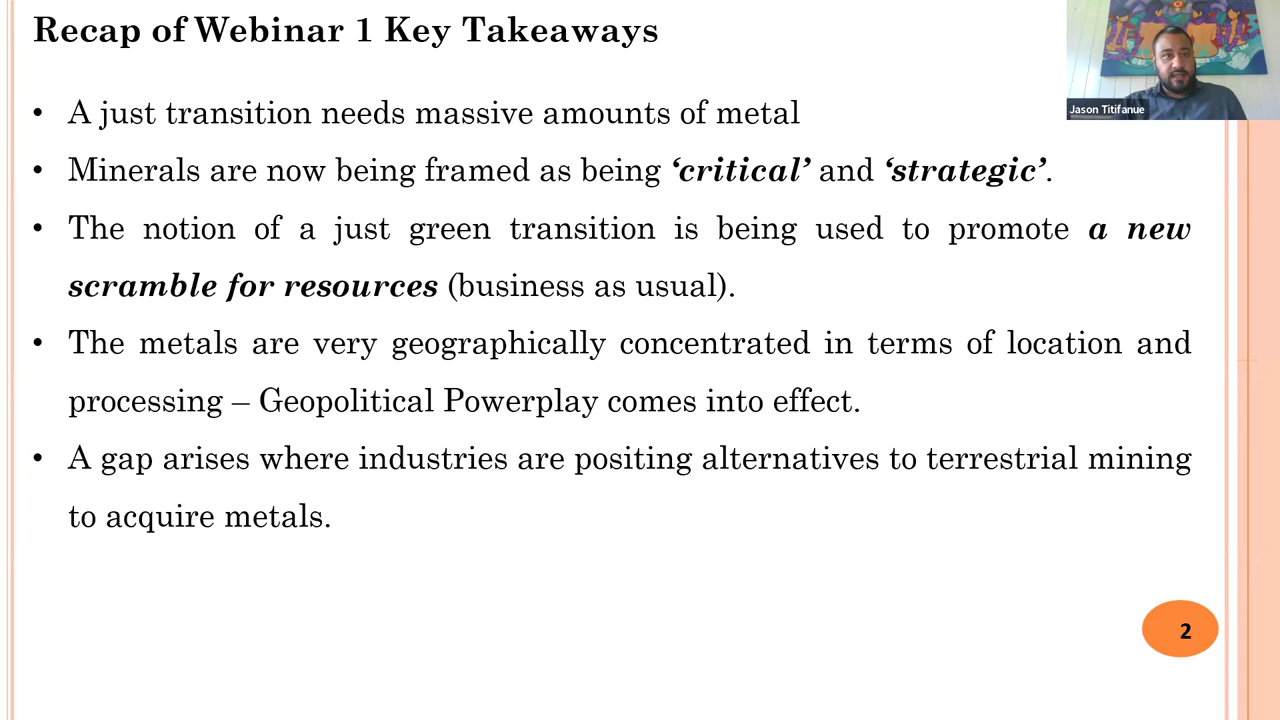 Recap of Webinar 1 Key Takeaways
Jason Titifanue
• A just transition needs massive amounts of metal
• Minerals are now being framed as being ‘critical’ and ‘strategic’.
• The notion of a just green transition is being used to promote a new
scramble for resources (business as usual).
• The metals are very geographically concentrated in terms of location and
processing – Geopolitical Powerplay comes into effect.
• A gap arises where industries are positing alternatives to terrestrial mining
to acquire metals.
2